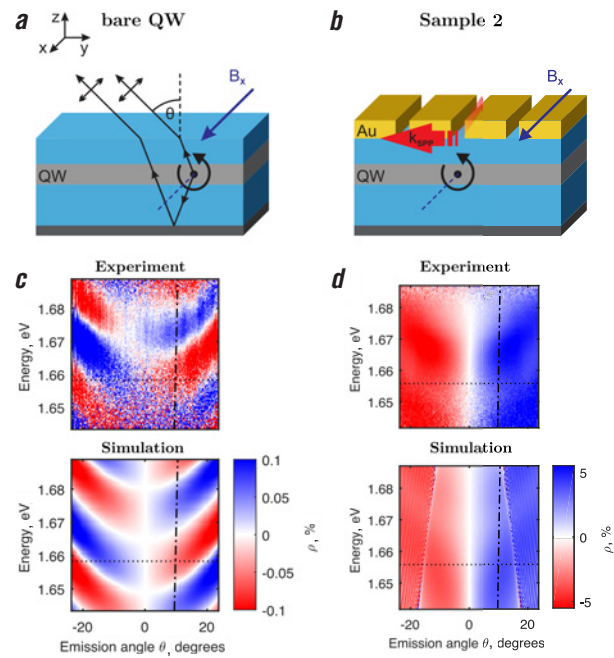 a bare QW
b Sample 2
z
x y
θ
Bx
QW
Au
kSPP
Bx
QW
c Experiment
Energy, eV
1.68
1.67
1.66
1.65
Simulation
Energy, eV
1.68
1.67
1.66
1.65
-20 0 20
Emission angle θ, degrees
0.1
0.05
0
-0.05
-0.1
ρ, %
d Experiment
Energy, eV
1.68
1.67
1.66
1.65
Simulation
Energy, eV
1.68
1.67
1.66
1.65
-20 0 20
Emission angle θ, degrees
5
0
-5
ρ, %